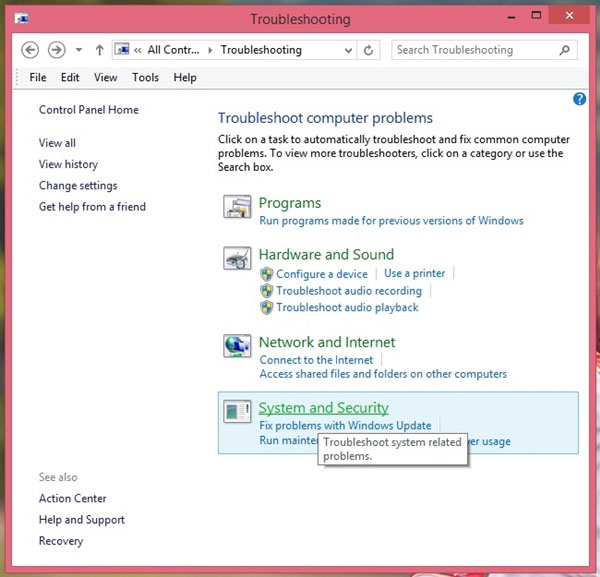 Troubleshooting
« All Contr... ▸ Troubleshooting
Search Troubleshooting
File Edit View Tools Help
Control Panel Home
View all
View history
Change settings
Get help from a friend
Troubleshoot computer problems
Click on a task to automatically troubleshoot and fix common computer
problems. To view more troubleshooters, click on a category or use the
Search box.
Programs
Run programs made for previous versions of Windows
Hardware and Sound
Configure a device | Use a printer
Troubleshoot audio recording
Troubleshoot audio playback
Network and Internet
Connect to the Internet
Access shared files and folders on other computers
System and Security
Fix problems with Windows Update
Run mainte er usage
Troubleshoot system related
problems.
See also
Action Center
Help and Support
Recovery